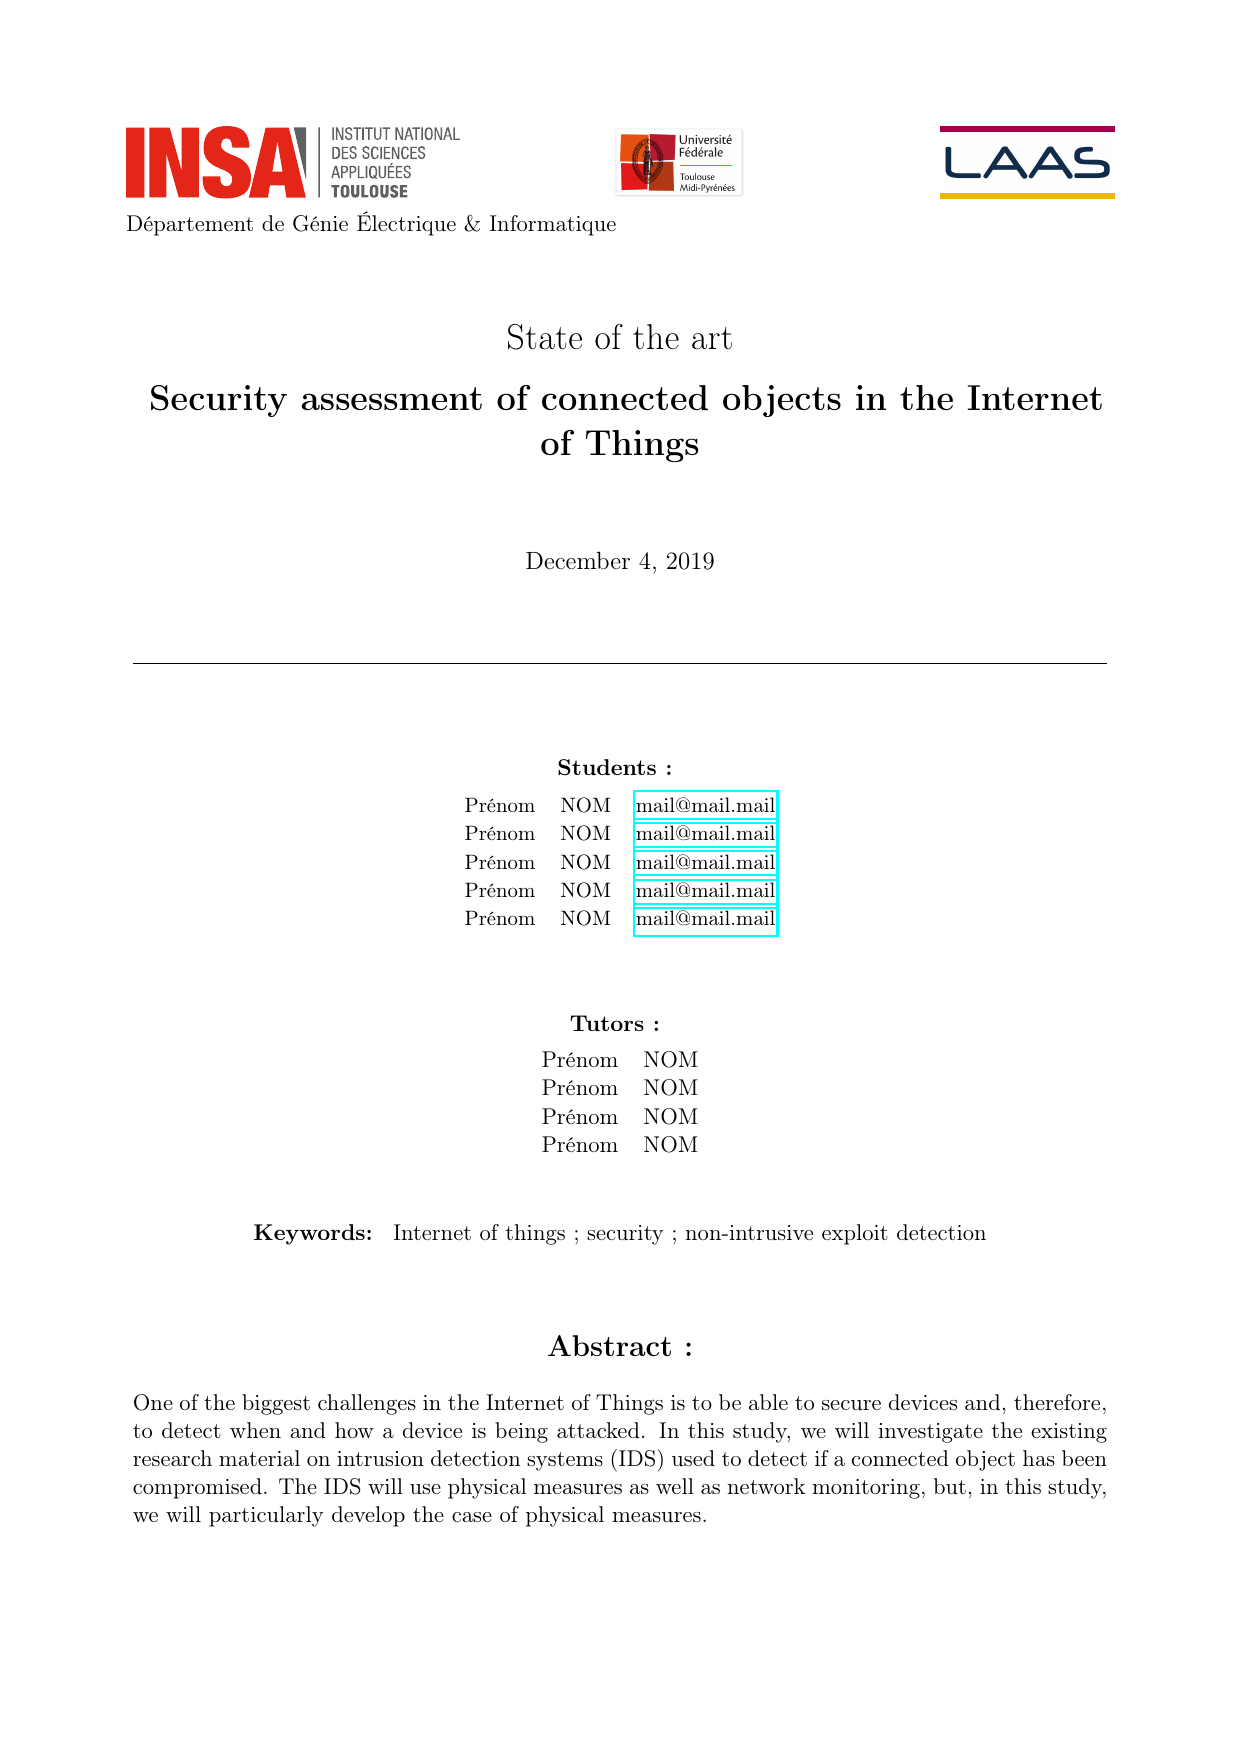 INSA
INSTITUT NATIONAL
DES SCIENCES
APPLIQUÉES
TOULOUSE
Université
Fédérale
Toulouse
Midi-Pyrénées
LAAS
Département de Génie Électrique & Informatique
State of the art
Security assessment of connected objects in the Internet
of Things
December 4, 2019
Students :
Prénom NOM mail@mail.mail
Prénom NOM mail@mail.mail
Prénom NOM mail@mail.mail
Prénom NOM mail@mail.mail
Prénom NOM mail@mail.mail
Tutors :
Prénom NOM
Prénom NOM
Prénom NOM
Prénom NOM
Keywords: Internet of things ; security ; non-intrusive exploit detection
Abstract :
One of the biggest challenges in the Internet of Things is to be able to secure devices and, therefore,
to detect when and how a device is being attacked. In this study, we will investigate the existing
research material on intrusion detection systems (IDS) used to detect if a connected object has been
compromised. The IDS will use physical measures as well as network monitoring, but, in this study,
we will particularly develop the case of physical measures.